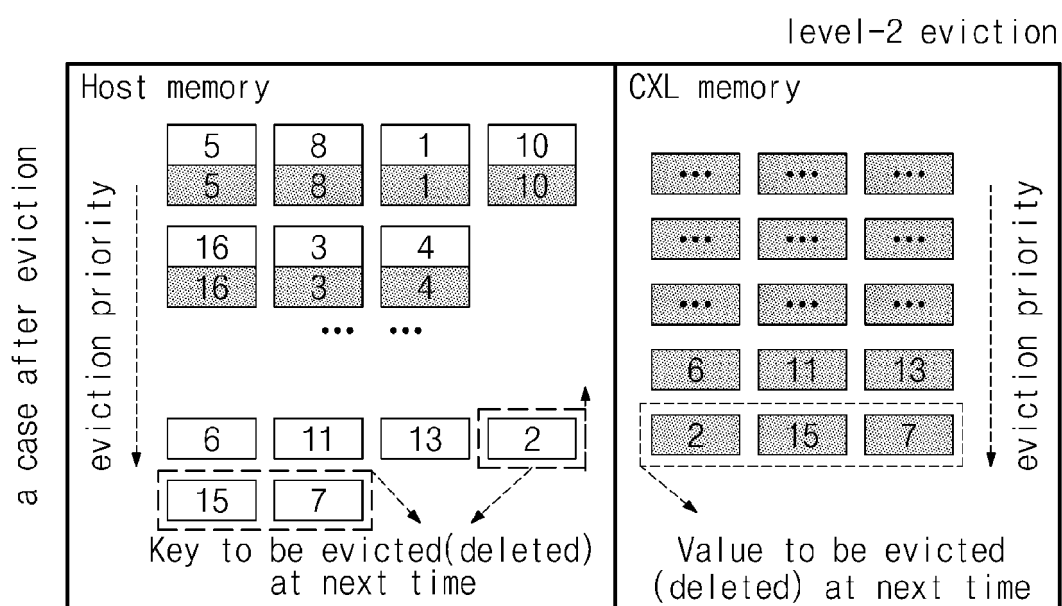 level-2 eviction
a case after eviction
Host memory
eviction priority
5 8 1 10
5 8 1 10
16 3 4
16 3 4
••• •••
6 11 13 2
15 7
Key to be evicted(deleted)
at next time
CXL memory
••• ••• •••
••• ••• •••
••• ••• •••
6 11 13
2 15 7
eviction priority
Value to be evicted
(deleted) at next time